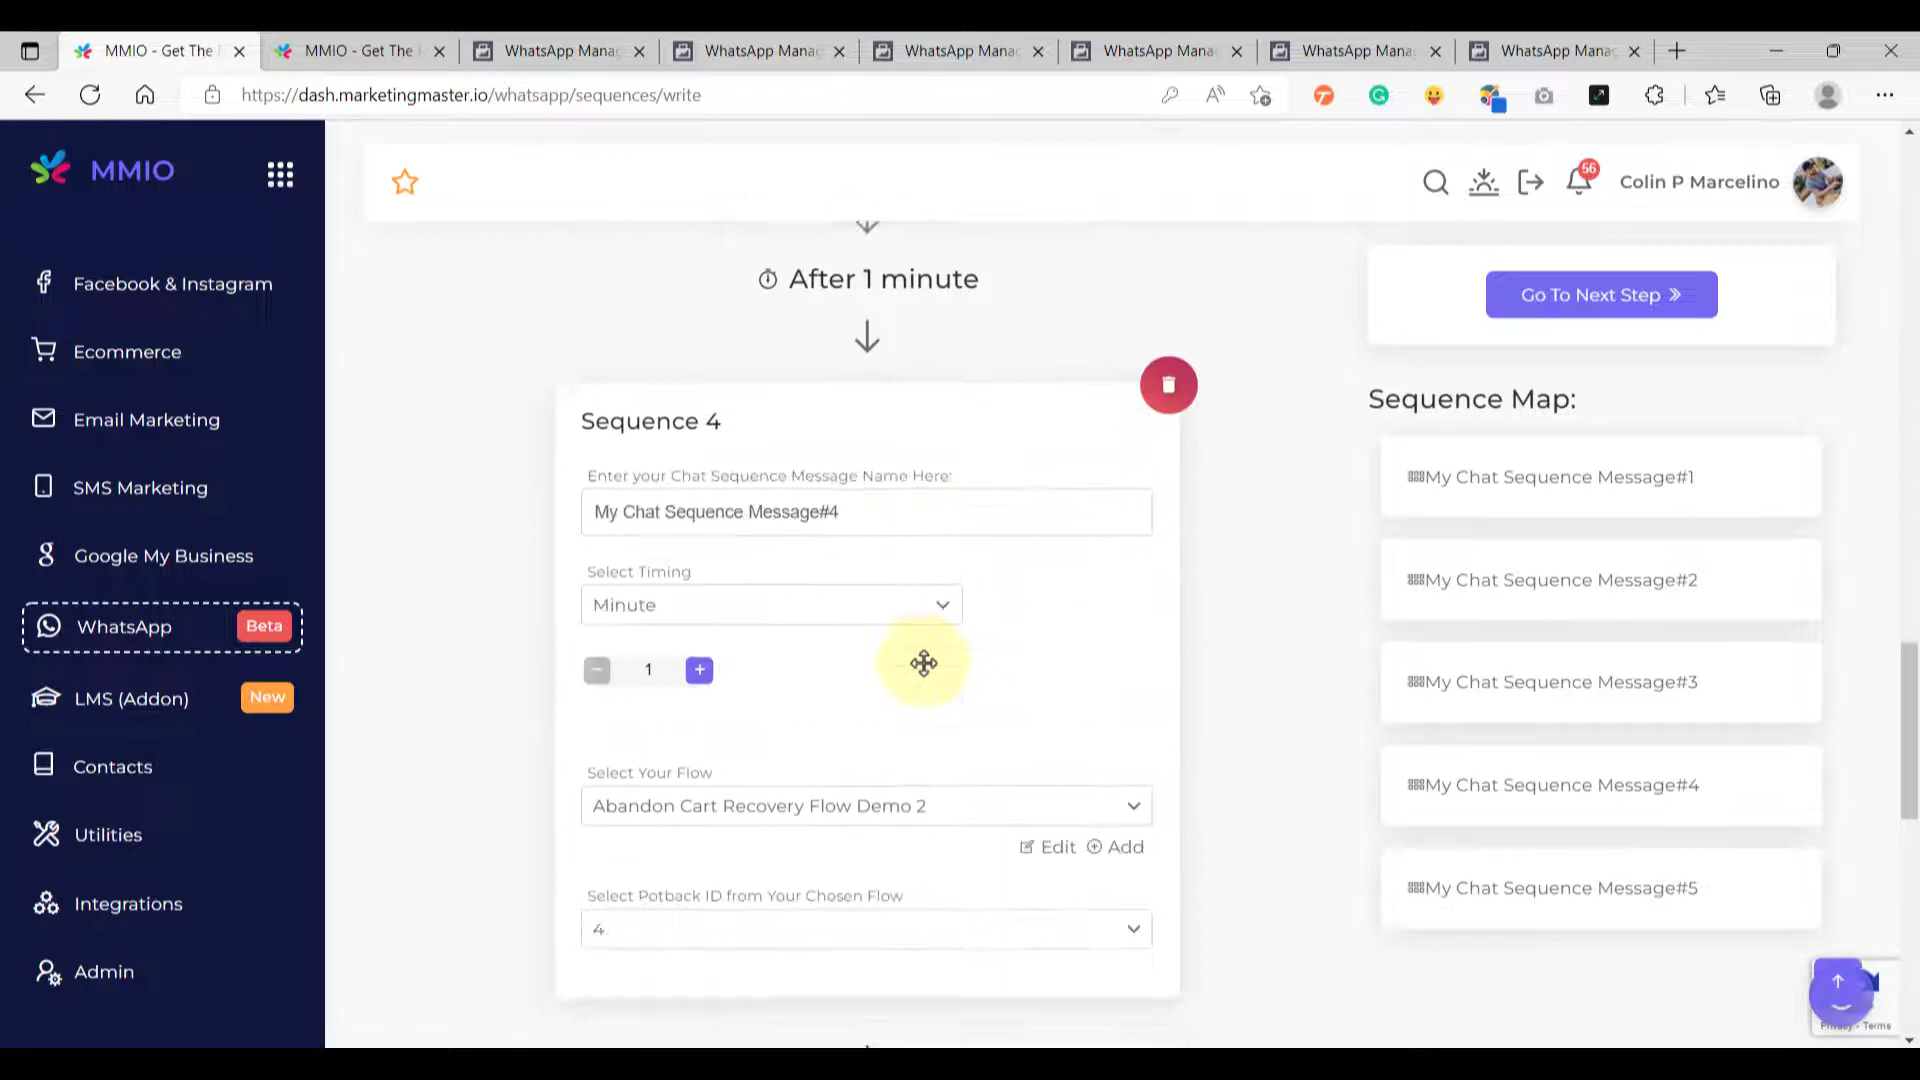 MMIO - Get The
MMIO - Get The
WhatsApp Mana
WhatsApp Mana
WhatsApp Mana
WhatsApp Mana
WhatsApp Mana
WhatsApp Mana
https://dash.marketingmaster.io/whatsapp/sequences/write
MMIO
56
Colin P Marcelino
Facebook & Instagram
Ecommerce
Email Marketing
SMS Marketing
Google My Business
WhatsApp Beta
LMS (Addon) New
Contacts
Utilities
Integrations
Admin
After 1 minute
Sequence 4
Enter your Chat Sequence Message Name Here:
My Chat Sequence Message#4
Select Timing
Minute
− 1 +
Select Your Flow
Abandon Cart Recovery Flow Demo 2
Edit Add
Select Potback ID from Your Chosen Flow
4
Go To Next Step
Sequence Map:
My Chat Sequence Message#1
My Chat Sequence Message#2
My Chat Sequence Message#3
My Chat Sequence Message#4
My Chat Sequence Message#5
Privacy - Terms